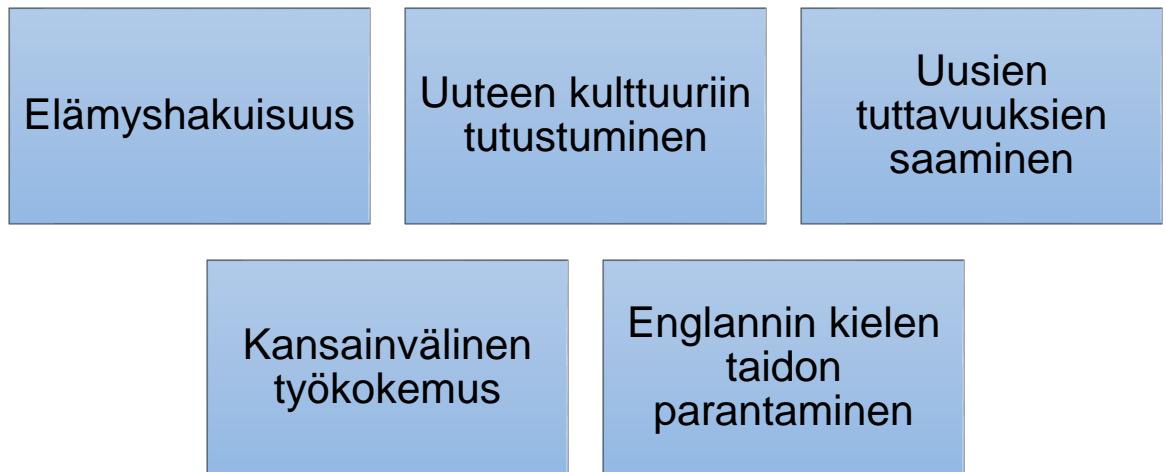 Elämyshakuisuus
Uuteen kulttuuriin
tutustuminen
Uusien
tuttavuuksien
saaminen
Kansainvälinen
työkokemus
Englannin kielen
taidon
parantaminen